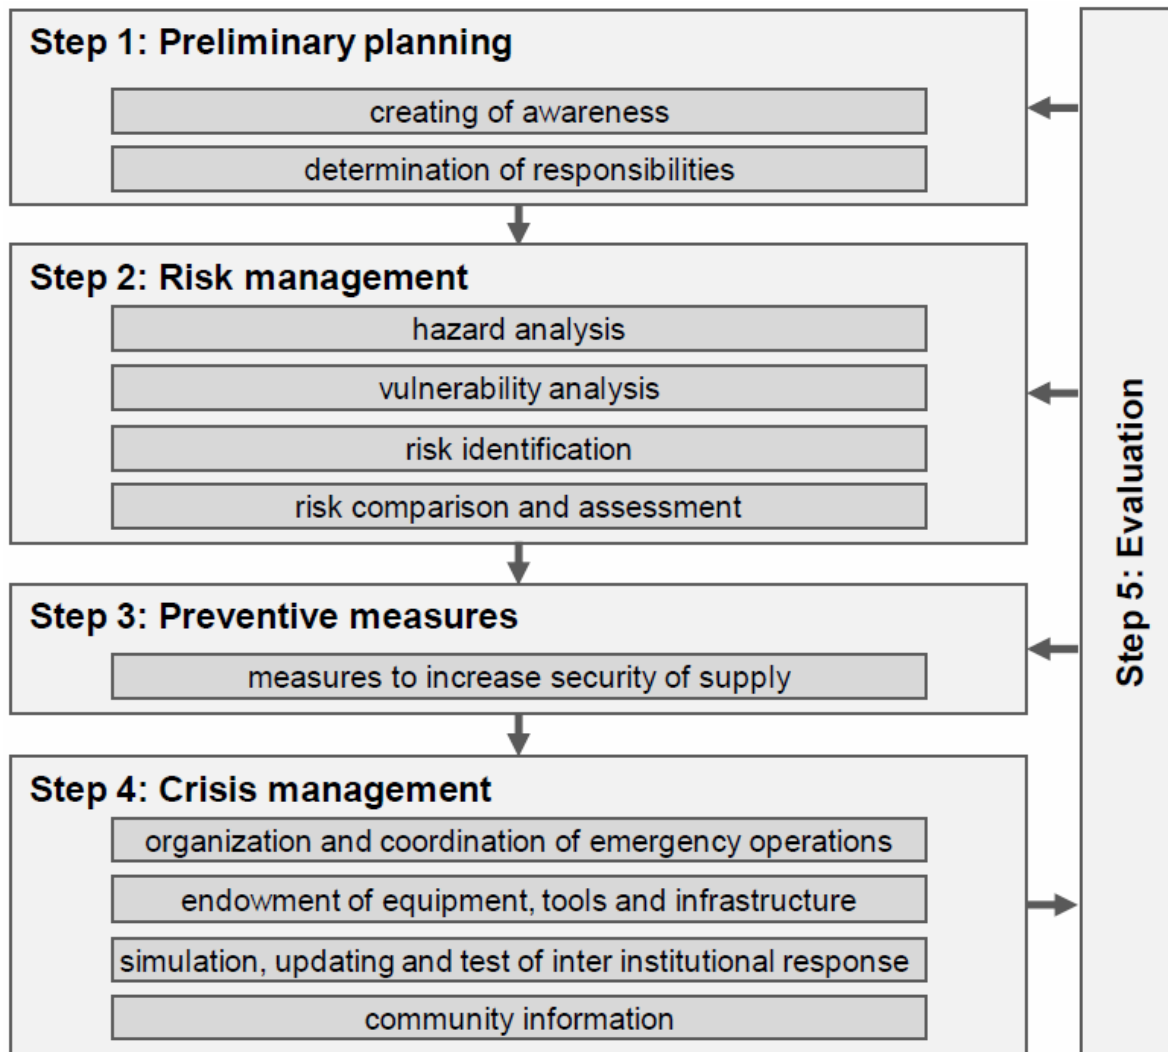 Step 1: Preliminary planning
creating of awareness
determination of responsibilities
Step 2: Risk management
hazard analysis
vulnerability analysis
risk identification
risk comparison and assessment
Step 3: Preventive measures
measures to increase security of supply
Step 4: Crisis management
organization and coordination of emergency operations
endowment of equipment, tools and infrastructure
simulation, updating and test of inter institutional response
community information
Step 5: Evaluation